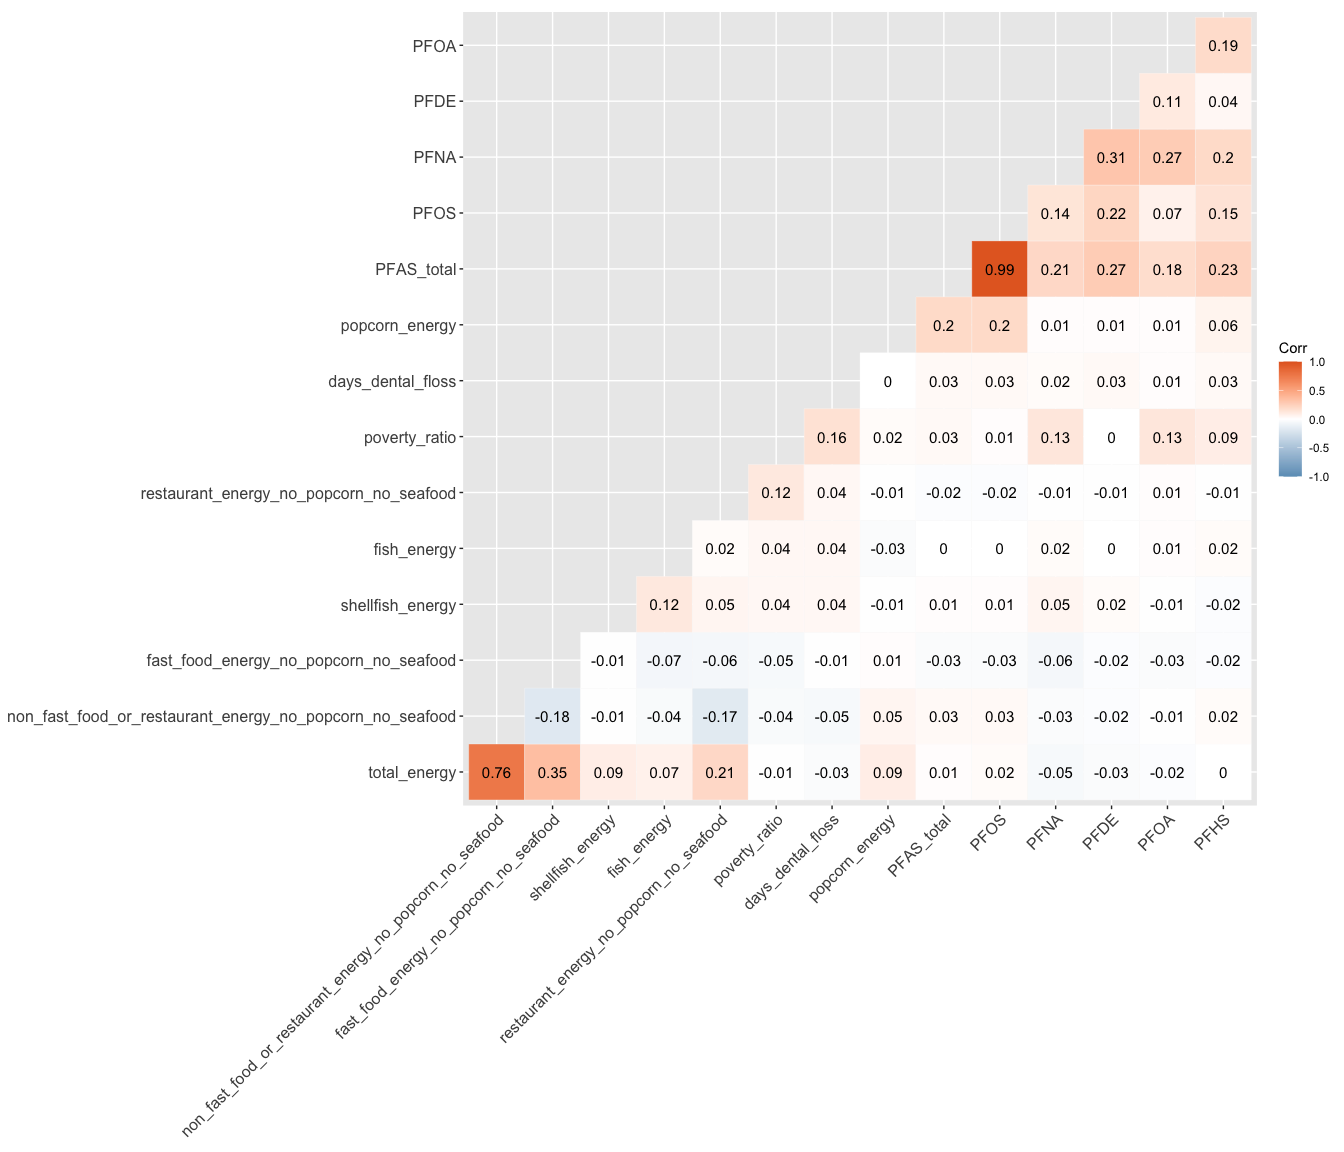 PFOA 0.19
PFDE 0.11 0.04
PFNA 0.31 0.27 0.2
PFOS 0.14 0.22 0.07 0.15
PFAS_total 0.99 0.21 0.27 0.18 0.23
popcorn_energy 0.2 0.2 0.01 0.01 0.01 0.06
days_dental_floss 0 0.03 0.03 0.02 0.03 0.01 0.03
poverty_ratio 0.16 0.02 0.03 0.01 0.13 0 0.13 0.09
restaurant_energy_no_popcorn_no_seafood 0.12 0.04 -0.01 -0.02 -0.02 -0.01 -0.01 0.01 -0.01
fish_energy 0.02 0.04 0.04 -0.03 0 0 0.02 0 0.01 0.02
shellfish_energy 0.12 0.05 0.04 0.04 -0.01 0.01 0.01 0.05 0.02 -0.01 -0.02
fast_food_energy_no_popcorn_no_seafood -0.01 -0.07 -0.06 -0.05 -0.01 0.01 -0.03 -0.03 -0.06 -0.02 -0.03 -0.02
non_fast_food_or_restaurant_energy_no_popcorn_no_seafood -0.18 -0.01 -0.04 -0.17 -0.04 -0.05 0.05 0.03 0.03 -0.03 -0.02 -0.01 0.02
total_energy 0.76 0.35 0.09 0.07 0.21 -0.01 -0.03 0.09 0.01 0.02 -0.05 -0.03 -0.02 0
non_fast_food_or_restaurant_energy_no_popcorn_no_seafood
fast_food_energy_no_popcorn_no_seafood
shellfish_energy
fish_energy
restaurant_energy_no_popcorn_no_seafood
poverty_ratio
days_dental_floss
popcorn_energy
PFAS_total
PFOS
PFNA
PFDE
PFOA
PFHS
Corr
1.0
0.5
0.0
-0.5
-1.0